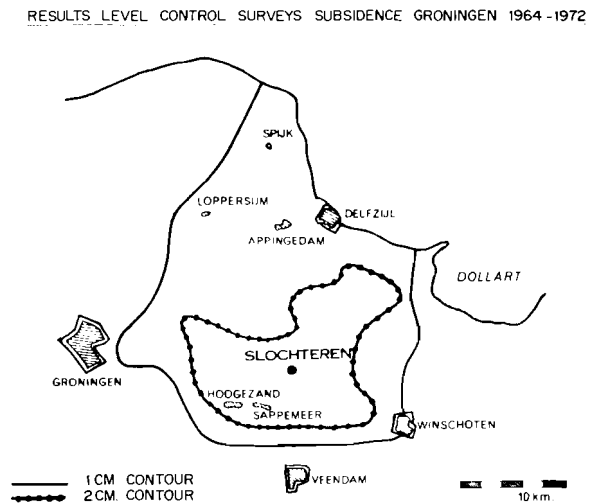 RESULTS LEVEL CONTROL SURVEYS SUBSIDENCE GRONINGEN 1964-1972
SPIJK
LOPPERSIJM
DELFZIJL
APPINGEDAM
DOLLART
SLOCHTEREN
GRONINGEN
HOOGEZAND
SAPPEMEER
WINSCHOTEN
VEENDAM
1 CM. CONTOUR
2 CM. CONTOUR
10 km.